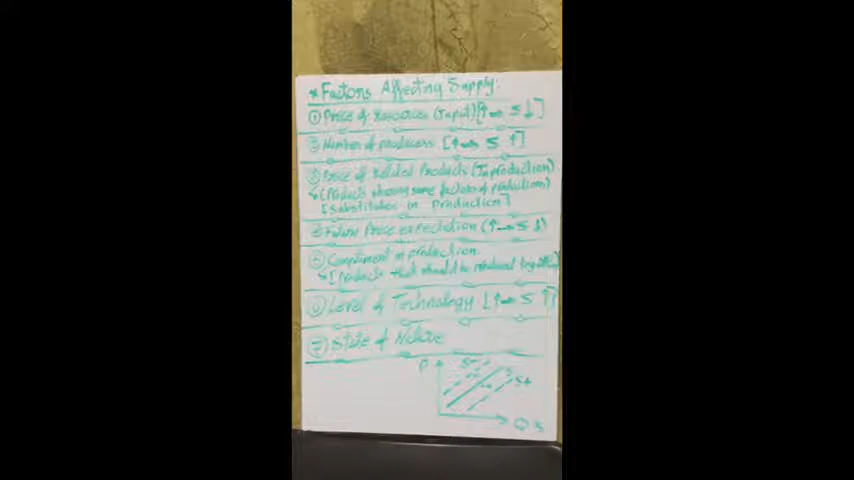 * Factors Affecting Supply:
① Price of Resources (Input) [↑→ S ↓]
② Number of producers [↑→ S ↑]
③ Price of Related Products (In production)
↳ (Products sharing same factors of production)
[Substitutes in production]
④ Future Price expectation (↑→ S ↓)
Compliment in production
↳ [Products that should be produced together]
⑥ Level of Technology [↑→ S ↑]
⑦ State of Nature
P
S-
S
S+
Q S